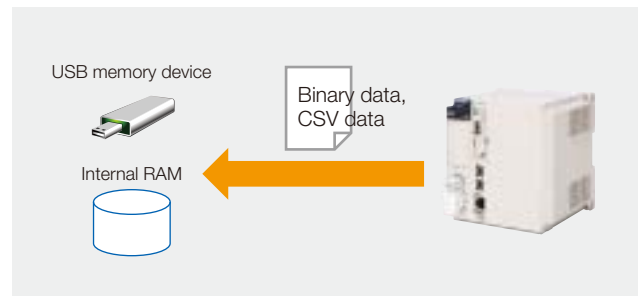 USB memory device
Binary data,
CSV data
Internal RAM